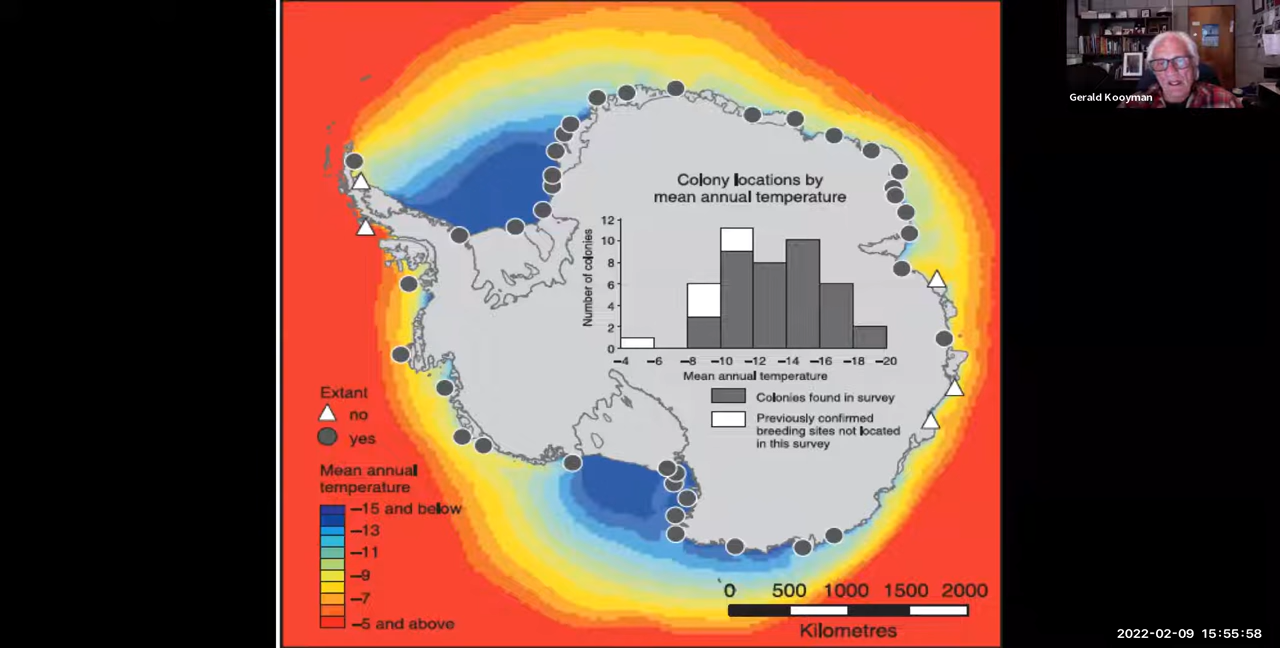 Gerald Kooyman
Colony locations by
mean annual temperature
Number of colonies
12
10
8
6
4
2
0
–4 –6 –8 –10 –12 –14 –16 –18 –20
Mean annual temperature
Colonies found in survey
Previously confirmed
breeding sites not located
in this survey
Extant
no
yes
Mean annual
temperature
–15 and below
–13
–11
–9
–7
–5 and above
0 500 1000 1500 2000
Kilometres
2022-02-09 15:55:58